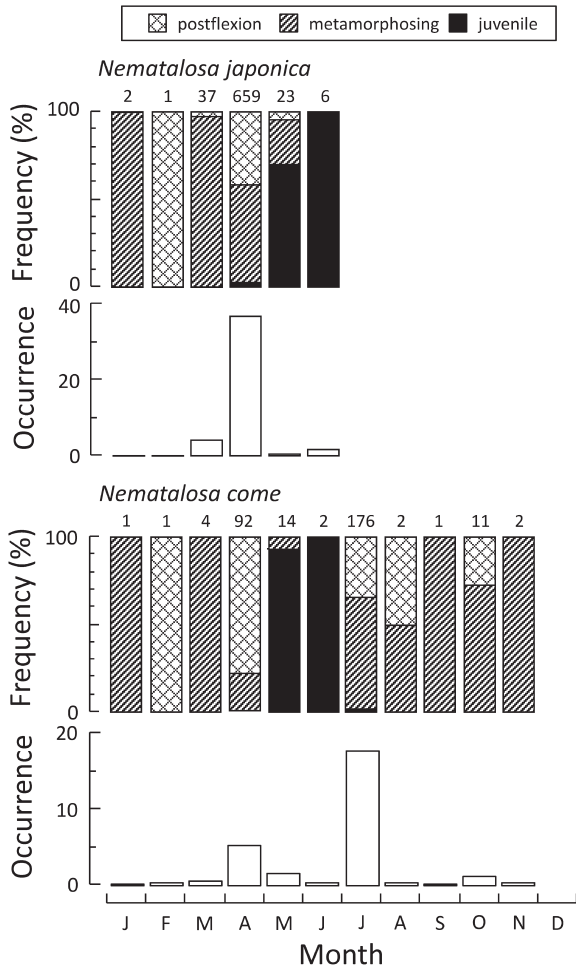 postflexion metamorphosing juvenile
Nematalosa japonica
2 1 37 659 23 6
Frequency (%)
100
0
Occurrence
40
20
0
Nematalosa come
1 1 4 92 14 2 176 2 1 11 2
Frequency (%)
100
0
Occurrence
20
10
0
J F M A M J J A S O N D
Month